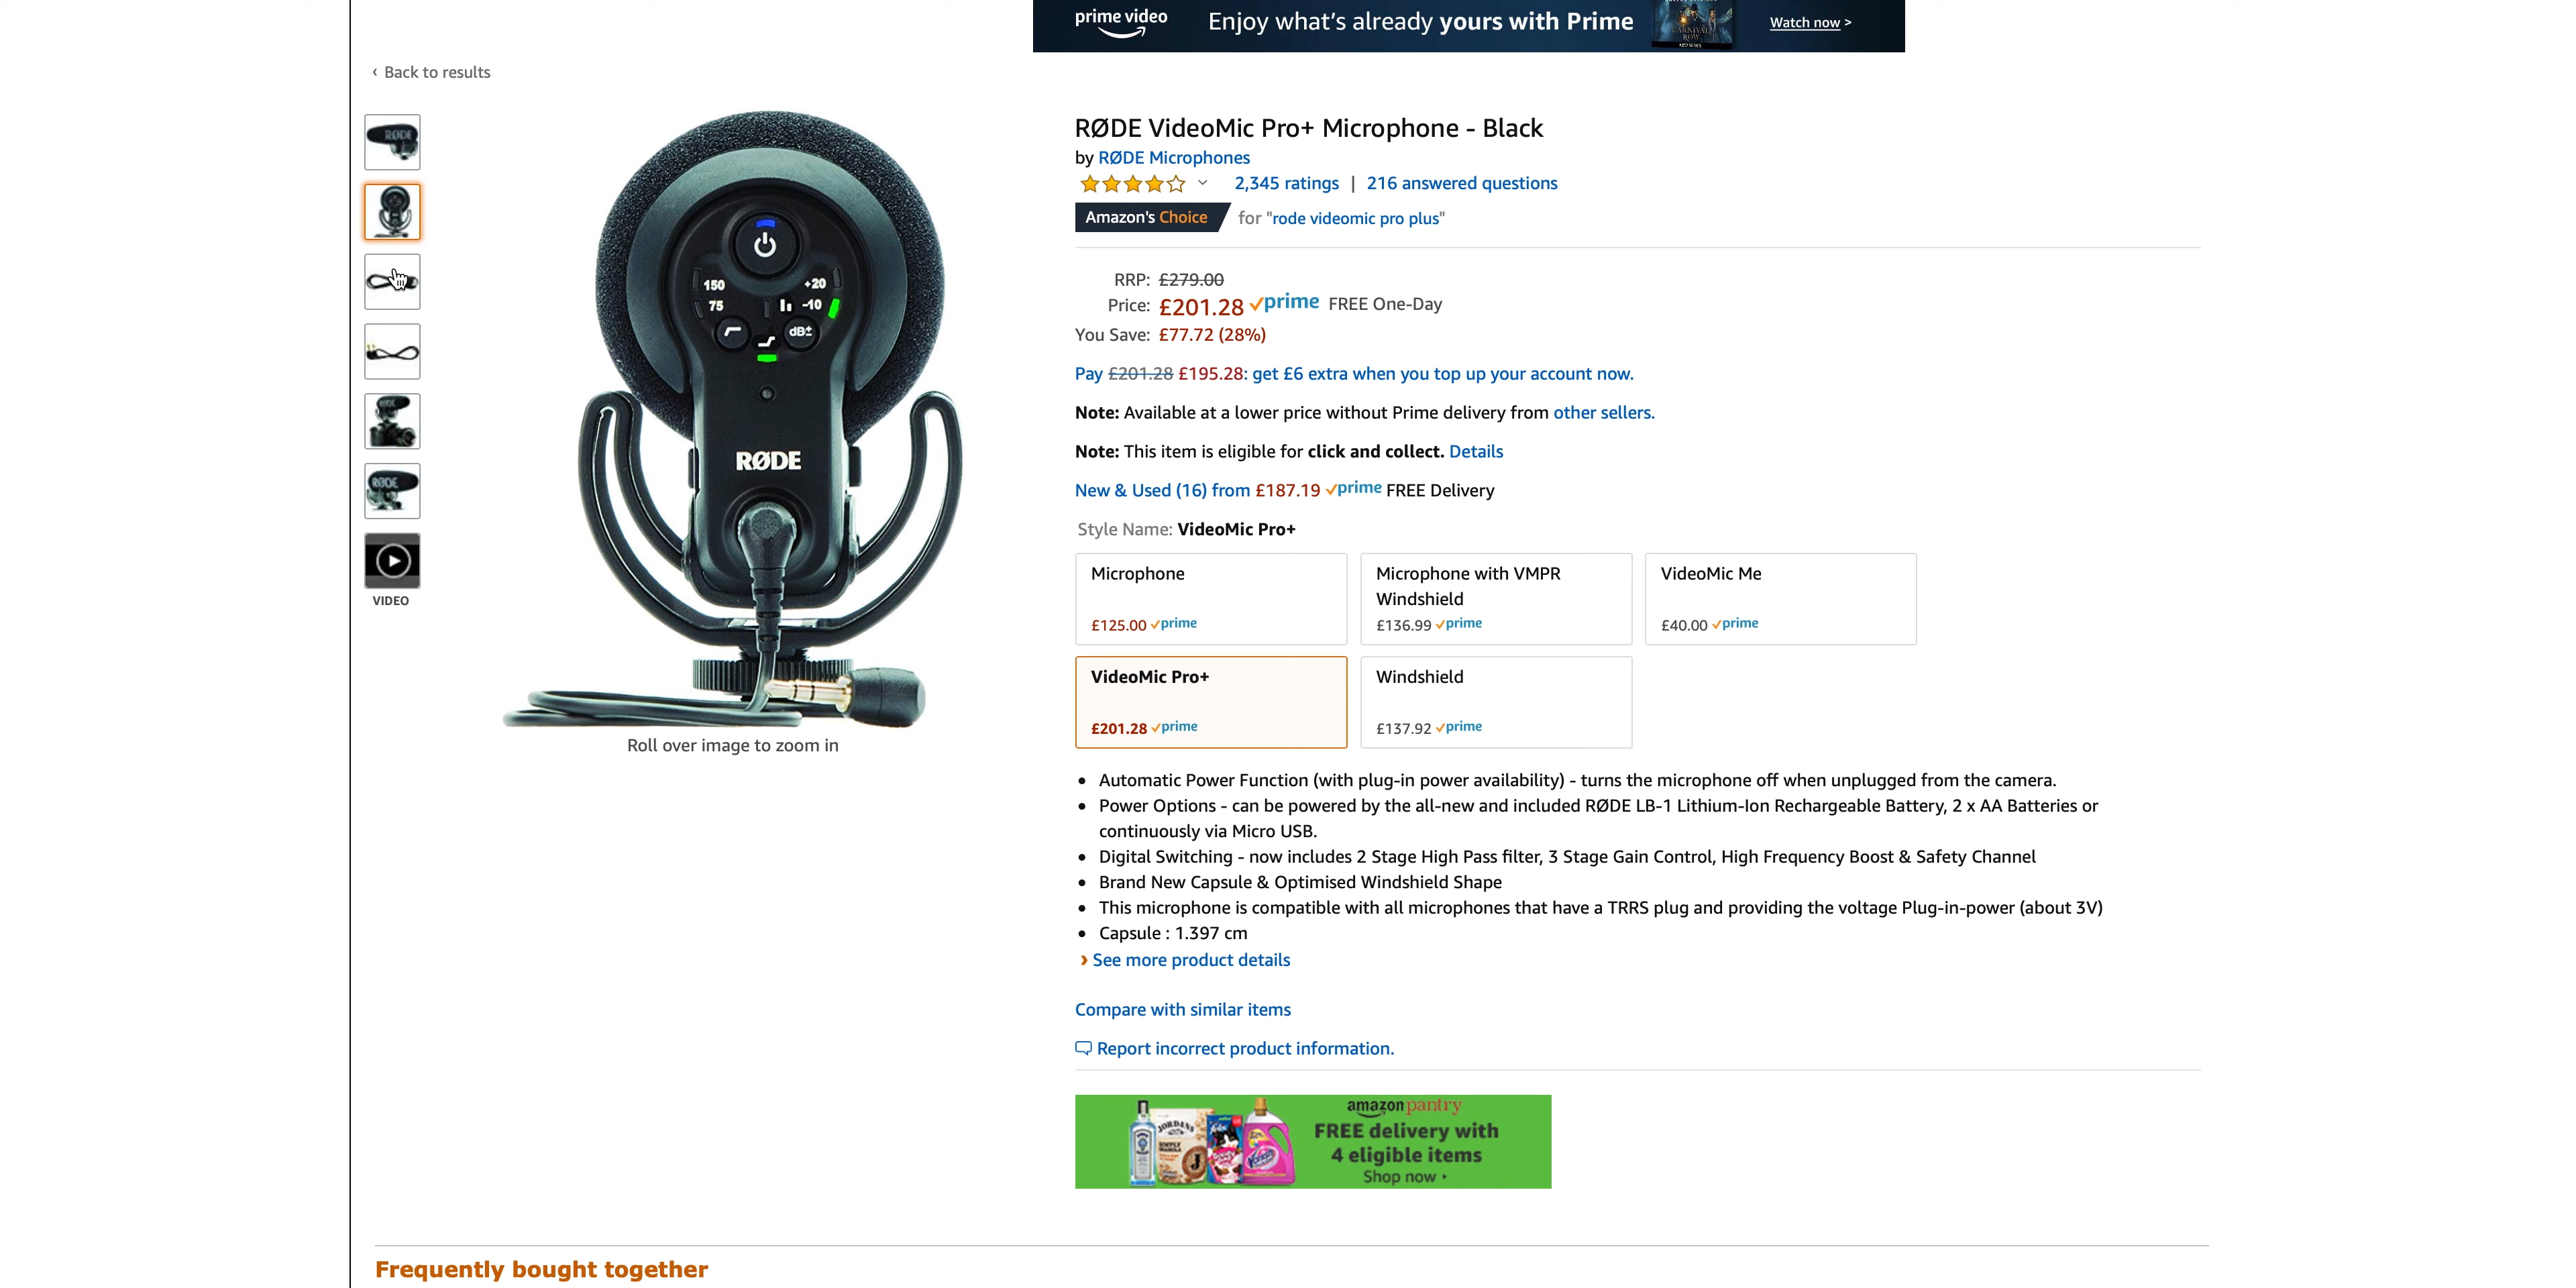 prime video
Enjoy what's already yours with Prime
Watch now >
‹ Back to results
RØDE VideoMic Pro+ Microphone - Black
by RØDE Microphones
2,345 ratings | 216 answered questions
Amazon's Choice for "rode videomic pro plus"
RRP: £279.00
Price: £201.28 prime FREE One-Day
You Save: £77.72 (28%)
Pay £201.28 £195.28: get £6 extra when you top up your account now.
Note: Available at a lower price without Prime delivery from other sellers.
Note: This item is eligible for click and collect. Details
New & Used (16) from £187.19 prime FREE Delivery
Style Name: VideoMic Pro+
Microphone
£125.00 prime
Microphone with VMPR
Windshield
£136.99 prime
VideoMic Me
£40.00 prime
VideoMic Pro+
£201.28 prime
Windshield
£137.92 prime
• Automatic Power Function (with plug-in power availability) - turns the microphone off when unplugged from the camera.
• Power Options - can be powered by the all-new and included RØDE LB-1 Lithium-Ion Rechargeable Battery, 2 x AA Batteries or
continuously via Micro USB.
• Digital Switching - now includes 2 Stage High Pass filter, 3 Stage Gain Control, High Frequency Boost & Safety Channel
• Brand New Capsule & Optimised Windshield Shape
• This microphone is compatible with all microphones that have a TRRS plug and providing the voltage Plug-in-power (about 3V)
• Capsule : 1.397 cm
› See more product details
Compare with similar items
Report incorrect product information.
amazon pantry
FREE delivery with
4 eligible items
Shop now
JORDANS
Vanish
RØDE
RØDE
RØDE
VIDEO
150 +20
75 -10
dB±
RØDE
Roll over image to zoom in
Frequently bought together